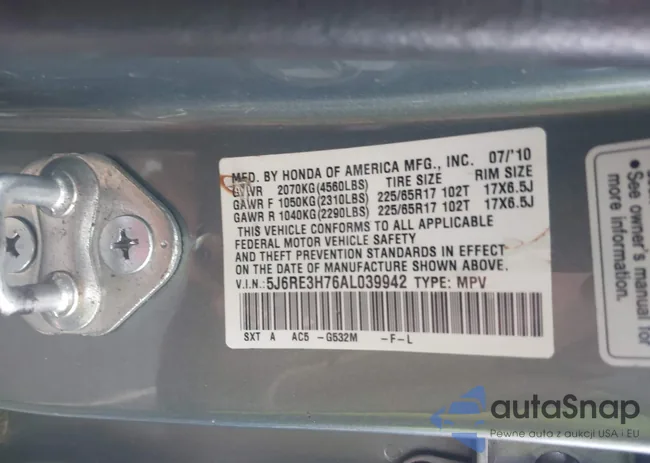 MFD. BY HONDA OF AMERICA MFG., INC. 07/'10
GVWR 2070KG(4560LBS) TIRE SIZE RIM SIZE
GAWR F 1050KG(2310LBS) 225/65R17 102T 17X6.5J
GAWR R 1040KG(2290LBS) 225/65R17 102T 17X6.5J
THIS VEHICLE CONFORMS TO ALL APPLICABLE
FEDERAL MOTOR VEHICLE SAFETY
AND THEFT PREVENTION STANDARDS IN EFFECT
ON THE DATE OF MANUFACTURE SHOWN ABOVE.
V.I.N.: 5J6RE3H76AL039942 TYPE: MPV
SXT A AC5 -G532M -F-L
• See owner's
more information.
autaSnap
Pewne auta z aukcji USA i EU